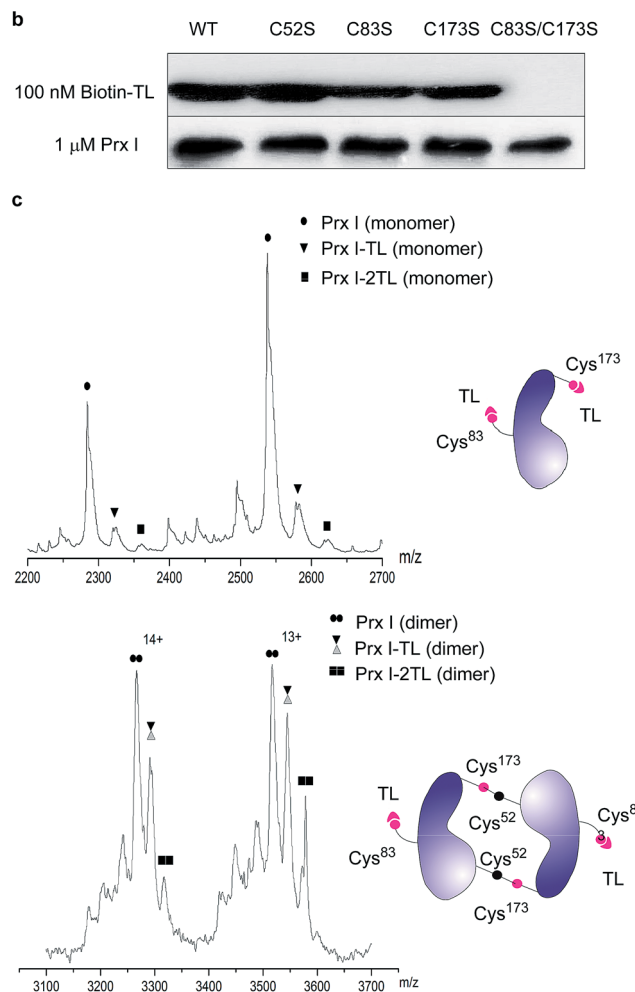 b
WT C52S C83S C173S C83S/C173S
100 nM Biotin-TL
1 μM Prx I
c
Prx I (monomer)
Prx I-TL (monomer)
Prx I-2TL (monomer)
Cys173
TL
TL
Cys83
2200 2300 2400 2500 2600 2700
m/z
Prx I (dimer)
14+ 13+
Prx I-TL (dimer)
Prx I-2TL (dimer)
Cys173
TL
Cys8
Cys52
3
Cys83
Cys52
TL
Cys173
3100 3200 3300 3400 3500 3600 3700
m/z